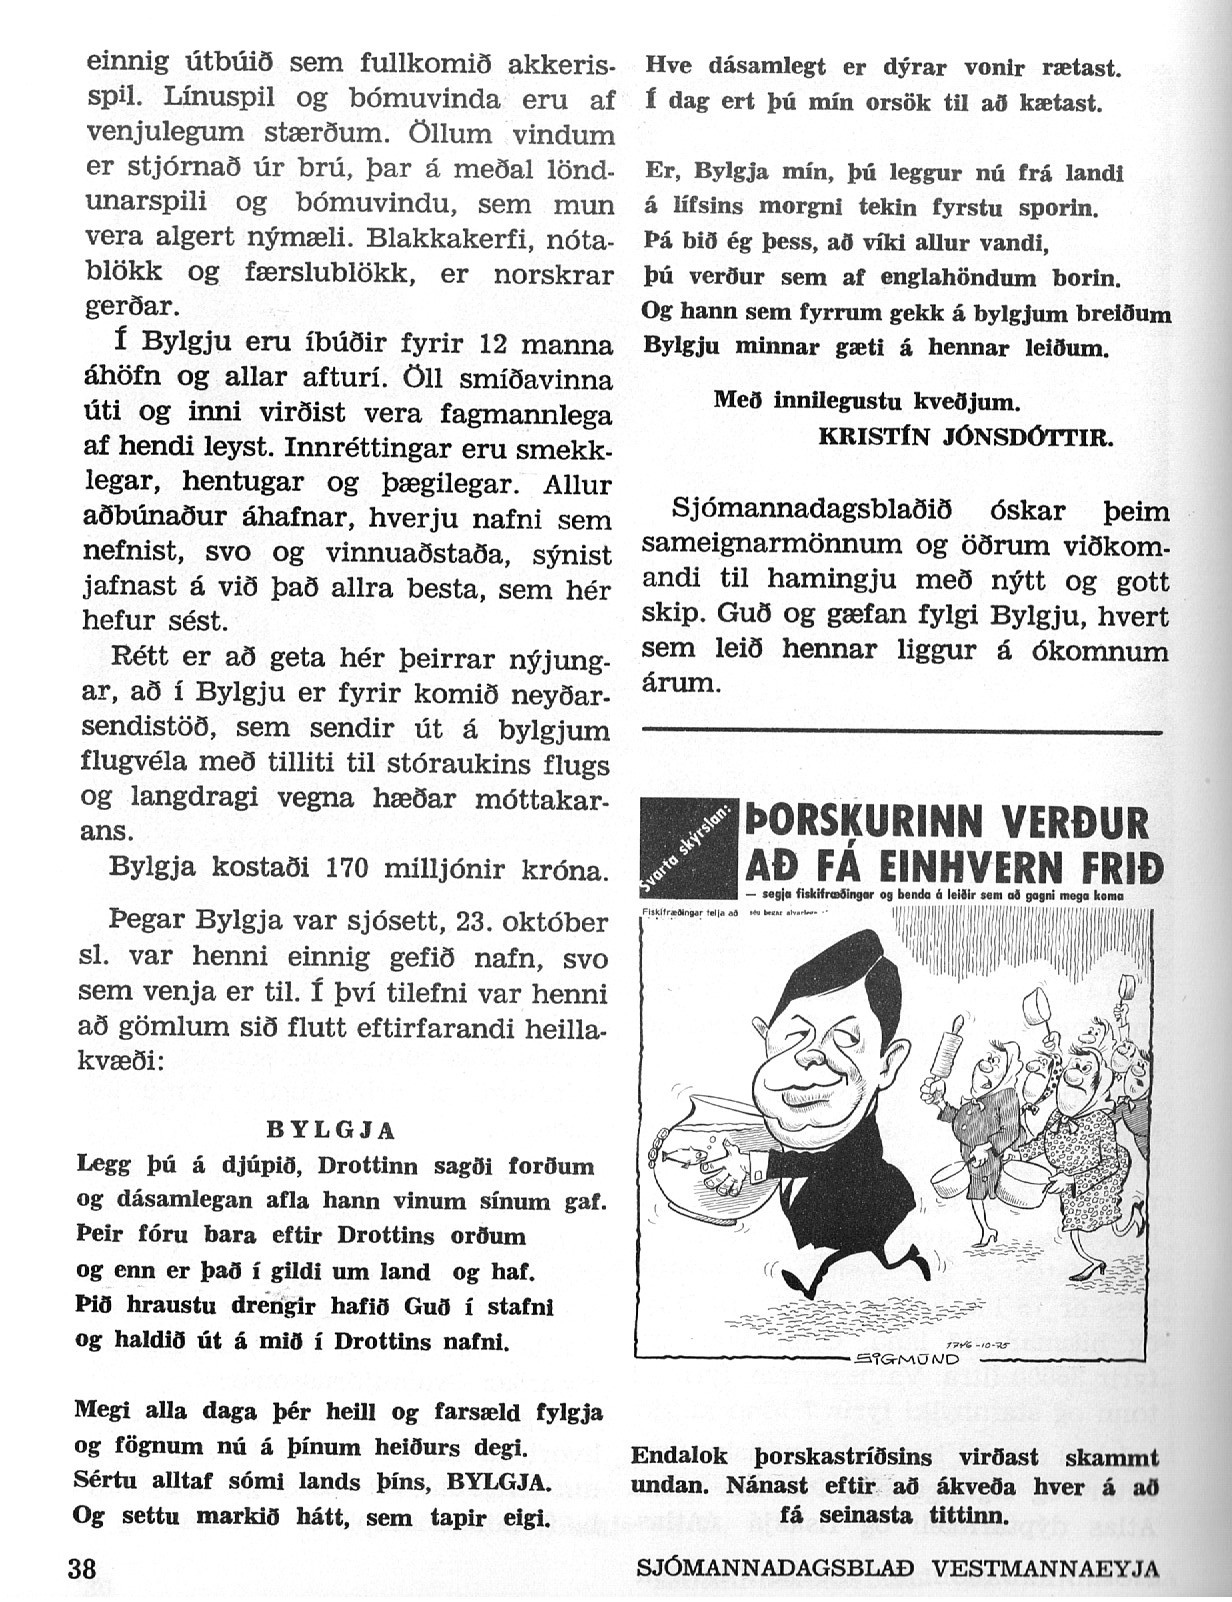 einnig útbúið sem fullkomið akkeris-
spil. Línuspil og bómuvinda eru af
venjulegum stærðum. Öllum vindum
er stjórnað úr brú, þar á meðal lönd-
unarspili og bómuvindu, sem mun
vera algert nýmæli. Blakkakerfi, nóta-
blökk og færslublökk, er norskrar
gerðar.
Í Bylgju eru íbúðir fyrir 12 manna
áhöfn og allar afturí. Öll smíðavinna
úti og inni virðist vera fagmannlega
af hendi leyst. Innréttingar eru smekk-
legar, hentugar og þægilegar. Allur
aðbúnaður áhafnar, hverju nafni sem
nefnist, svo og vinnuaðstaða, sýnist
jafnast á við það allra besta, sem hér
hefur sést.
Rétt er að geta hér þeirrar nýjung-
ar, að í Bylgju er fyrir komið neyðar-
sendistöð, sem sendir út á bylgjum
flugvéla með tilliti til stóraukins flugs
og langdragi vegna hæðar móttakar-
ans.
Bylgja kostaði 170 milljónir króna.
Þegar Bylgja var sjósett, 23. október
sl. var henni einnig gefið nafn, svo
sem venja er til. Í því tilefni var henni
að gömlum sið flutt eftirfarandi heilla-
kvæði:
BYLGJA
Legg þú á djúpið, Drottinn sagði forðum
og dásamlegan afla hann vinum sínum gaf.
Þeir fóru bara eftir Drottins orðum
og enn er það í gildi um land og haf.
Þið hraustu drengir hafið Guð í stafni
og haldið út á mið í Drottins nafni.
Megi alla daga þér heill og farsæld fylgja
og fögnum nú á þínum heiðurs degi.
Sértu alltaf sómi lands þíns, BYLGJA.
Og settu markið hátt, sem tapir eigi.
Hve dásamlegt er dýrar vonir rætast.
Í dag ert þú mín orsök til að kætast.
Er, Bylgja mín, þú leggur nú frá landi
á lífsins morgni tekin fyrstu sporin.
Þá bið ég þess, að víki allur vandi,
þú verður sem af englahöndum borin.
Og hann sem fyrrum gekk á bylgjum breiðum
Bylgju minnar gæti á hennar leiðum.
Með innilegustu kveðjum.
KRISTÍN JÓNSDÓTTIR.
Sjómannadagsblaðið óskar þeim
sameignarmönnum og öðrum viðkom-
andi til hamingju með nýtt og gott
skip. Guð og gæfan fylgi Bylgju, hvert
sem leið hennar liggur á ókomnum
árum.
Svarta skýrslan:
ÞORSKURINN VERÐUR
AÐ FÁ EINHVERN FRIÐ
— segja fiskifræðingar og benda á leiðir sem að gagni mega koma
Fiskifræðingar telja að
1746-10-75
SIGMUND
Endalok þorskastríðsins virðast skammt
undan. Nánast eftir að ákveða hver á að
fá seinasta tittinn.
38
SJÓMANNADAGSBLAÐ VESTMANNAEYJA